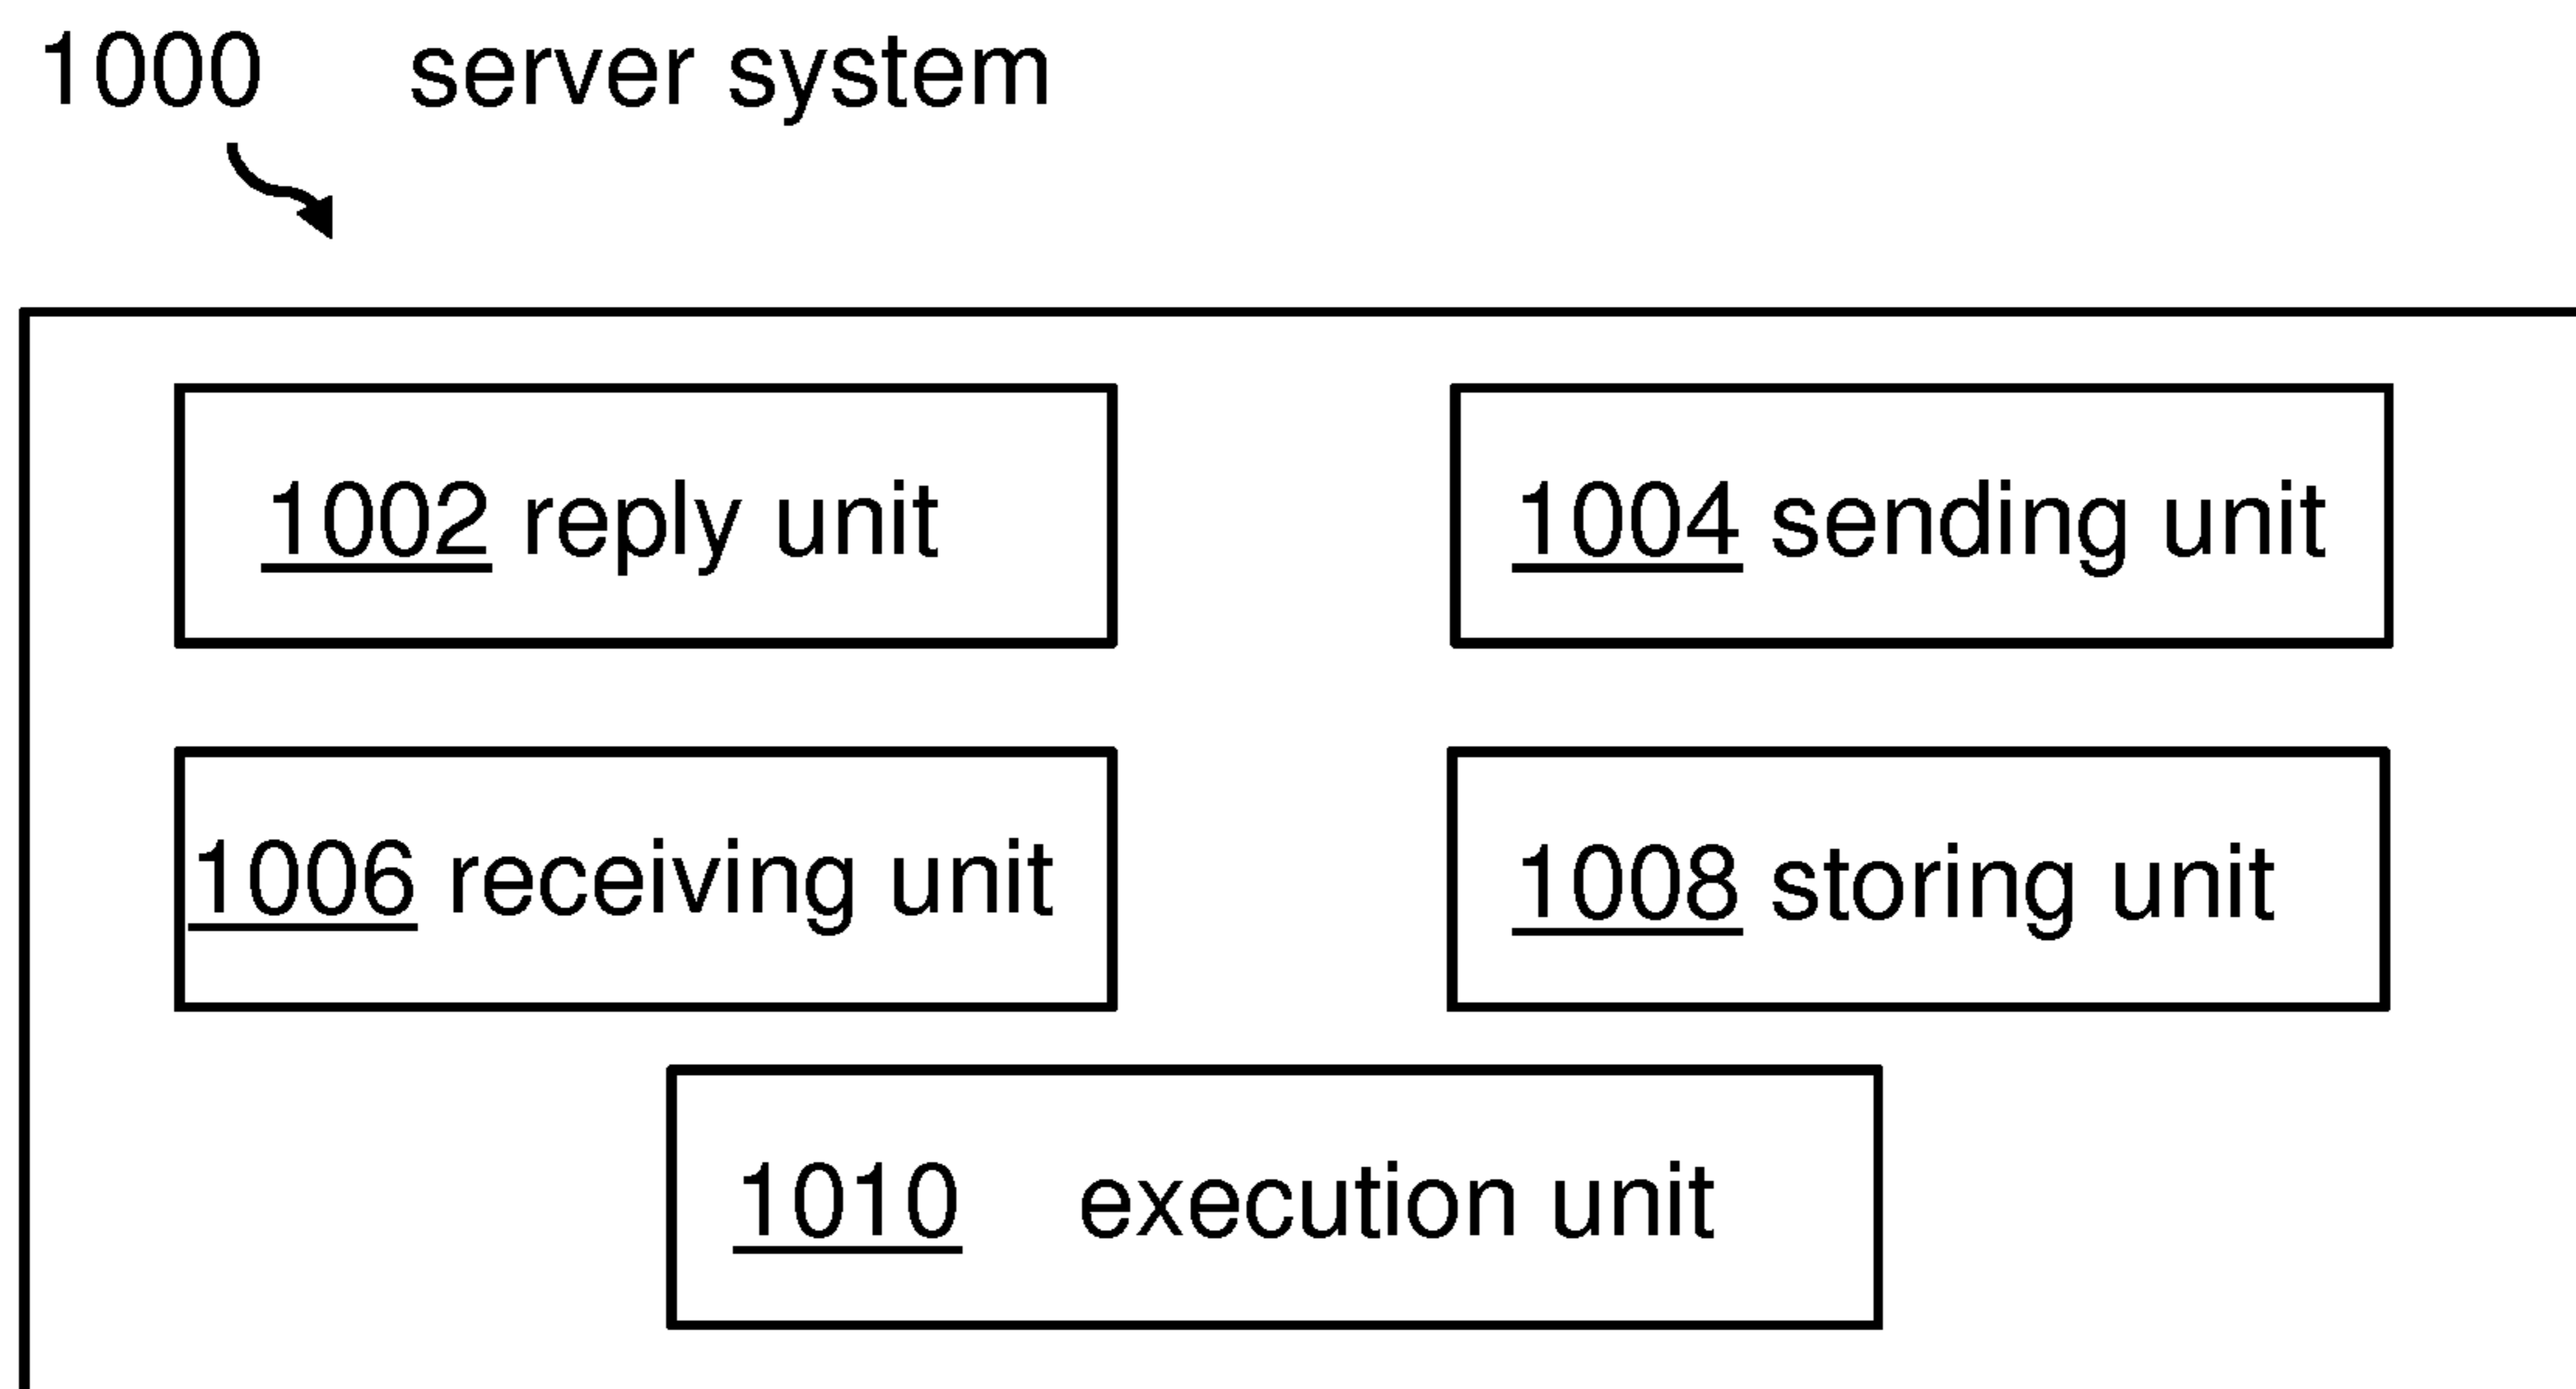 1000 server system
1002 reply unit
1004 sending unit
1006 receiving unit
1008 storing unit
1010 execution unit